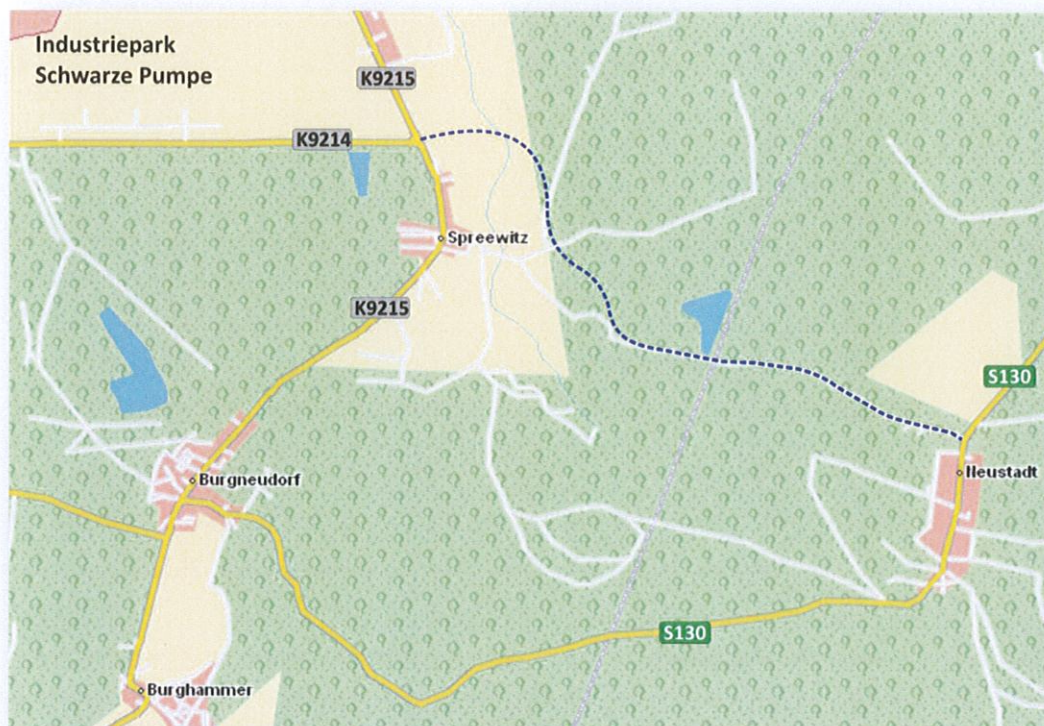 Industriepark
Schwarze Pumpe
K9215
K9214
Spreewitz
K9215
S130
Neustadt
Burgneudorf
S130
Burghammer